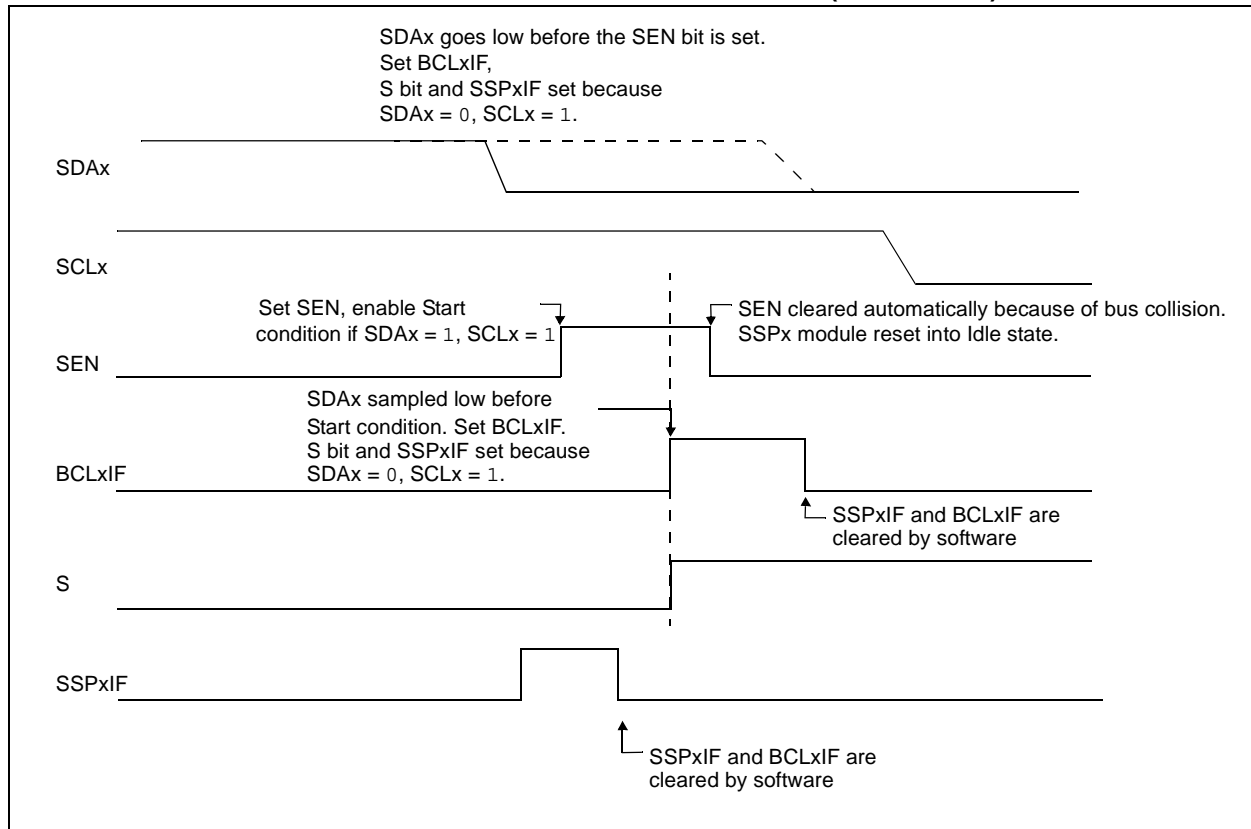 SDAx goes low before the SEN bit is set.
Set BCLxIF,
S bit and SSPxIF set because
SDAx = 0, SCLx = 1.
SDAx
SCLx
Set SEN, enable Start
condition if SDAx = 1, SCLx = 1
SEN cleared automatically because of bus collision.
SSPx module reset into Idle state.
SEN
SDAx sampled low before
Start condition. Set BCLxIF.
S bit and SSPxIF set because
SDAx = 0, SCLx = 1.
BCLxIF
SSPxIF and BCLxIF are
cleared by software
S
SSPxIF
SSPxIF and BCLxIF are
cleared by software